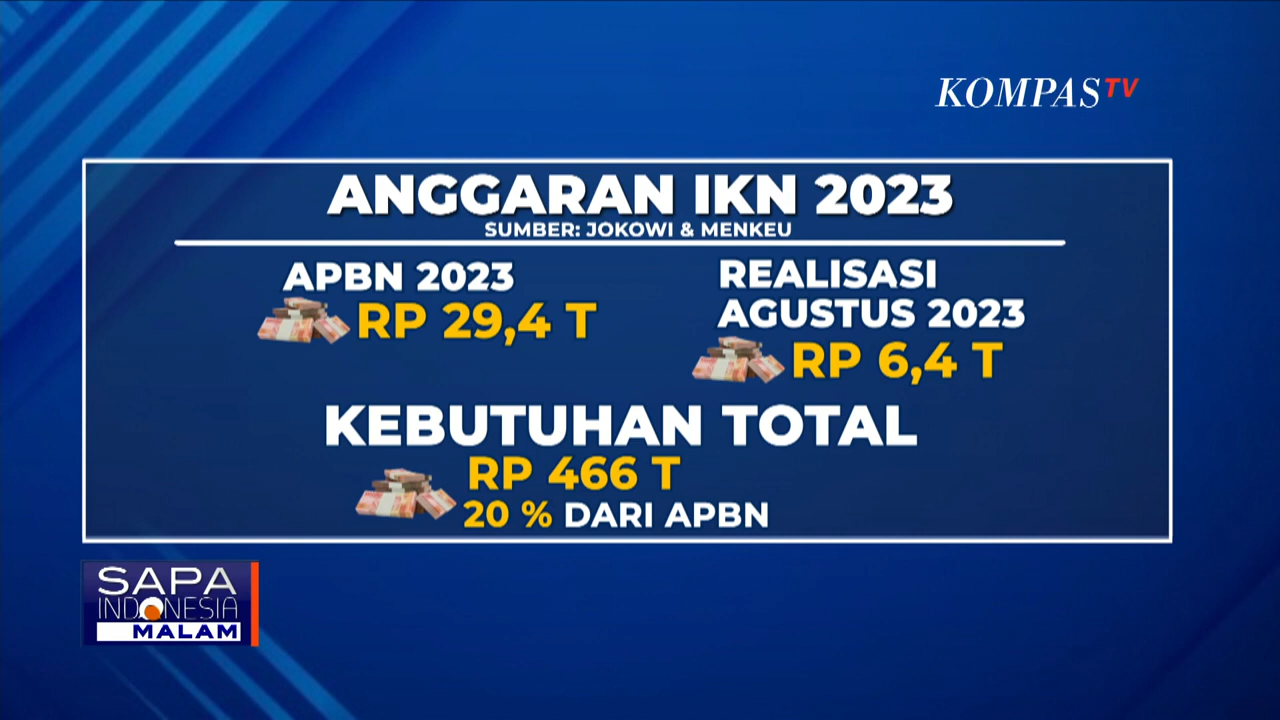 KOMPASTV
ANGGARAN IKN 2023
SUMBER: JOKOWI & MENKEU
APBN 2023
RP 29,4 T
REALISASI
AGUSTUS 2023
RP 6,4 T
KEBUTUHAN TOTAL
RP 466 T
20 % DARI APBN
SAPA
INDONESIA
MALAM